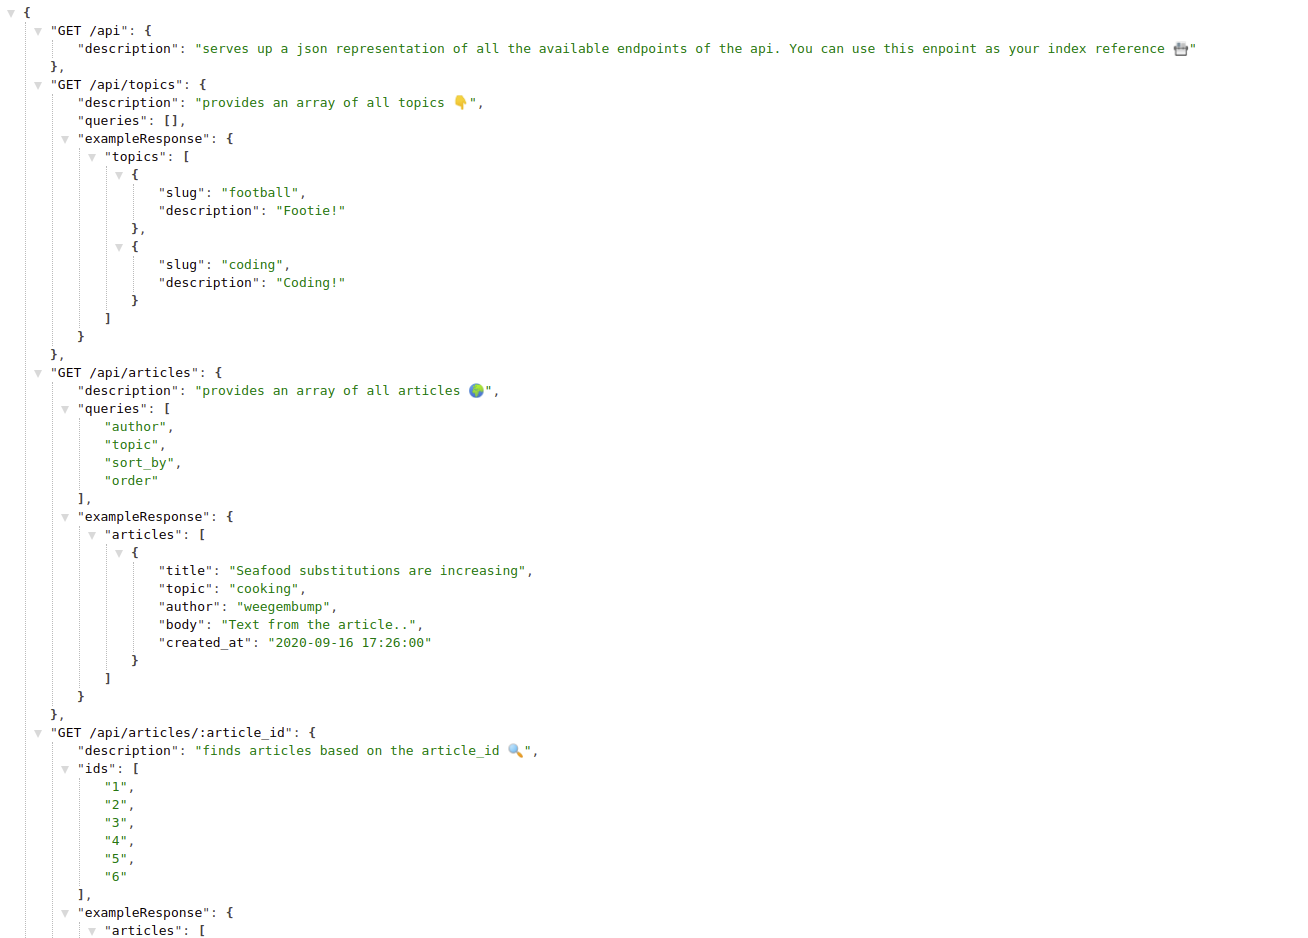 {
"GET /api": {
"description": "serves up a json representation of all the available endpoints of the api. You can use this enpoint as your index reference 📇"
},
"GET /api/topics": {
"description": "provides an array of all topics 👇",
"queries": [],
"exampleResponse": {
"topics": [
{
"slug": "football",
"description": "Footie!"
},
{
"slug": "coding",
"description": "Coding!"
}
]
}
},
"GET /api/articles": {
"description": "provides an array of all articles 🌍",
"queries": [
"author",
"topic",
"sort_by",
"order"
],
"exampleResponse": {
"articles": [
{
"title": "Seafood substitutions are increasing",
"topic": "cooking",
"author": "weegembump",
"body": "Text from the article..",
"created_at": "2020-09-16 17:26:00"
}
]
}
},
"GET /api/articles/:article_id": {
"description": "finds articles based on the article_id 🔍",
"ids": [
"1",
"2",
"3",
"4",
"5",
"6"
],
"exampleResponse": {
"articles": [